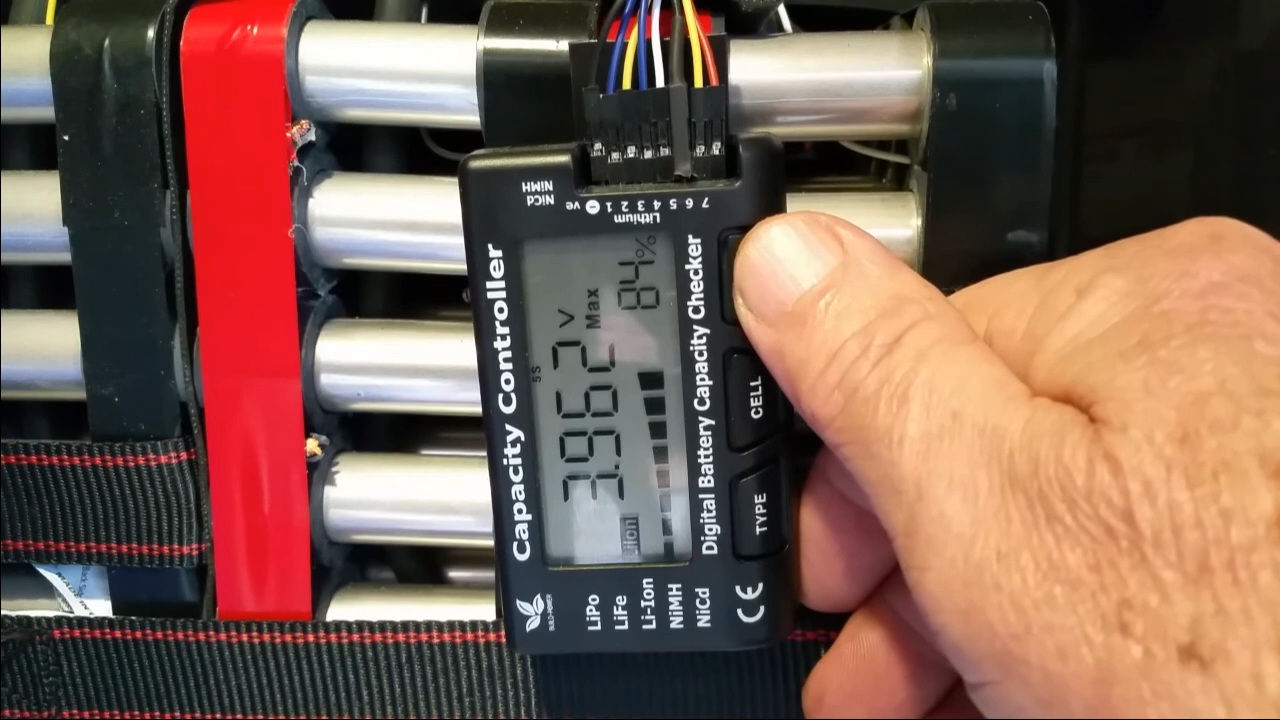 Capacity Controller
5S
3.962 V
Max
84%
LiIon
Digital Battery Capacity Checker
CELL
TYPE
LiPo
LiFe
Li-Ion
NiMH
NiCd
CE
NiCd
NiMH
ve - 1 2 3 4 5 6 7
Lithium